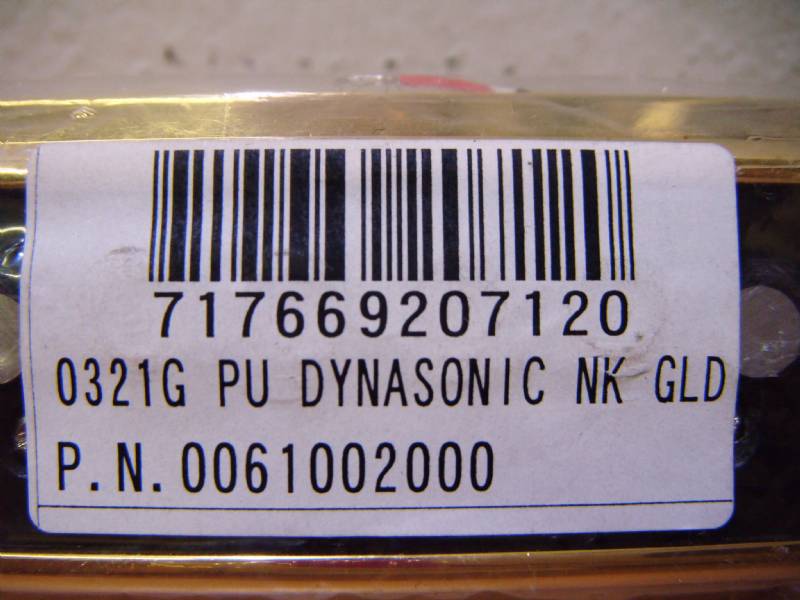 717669207120
0321G PU DYNASONIC NK GLD
P.N.0061002000